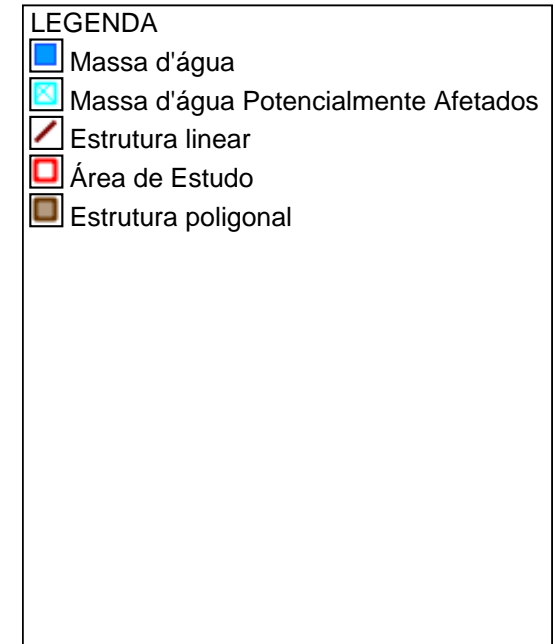 LEGENDA
Massa d'água
Massa d'água Potencialmente Afetados
Estrutura linear
Área de Estudo
Estrutura poligonal